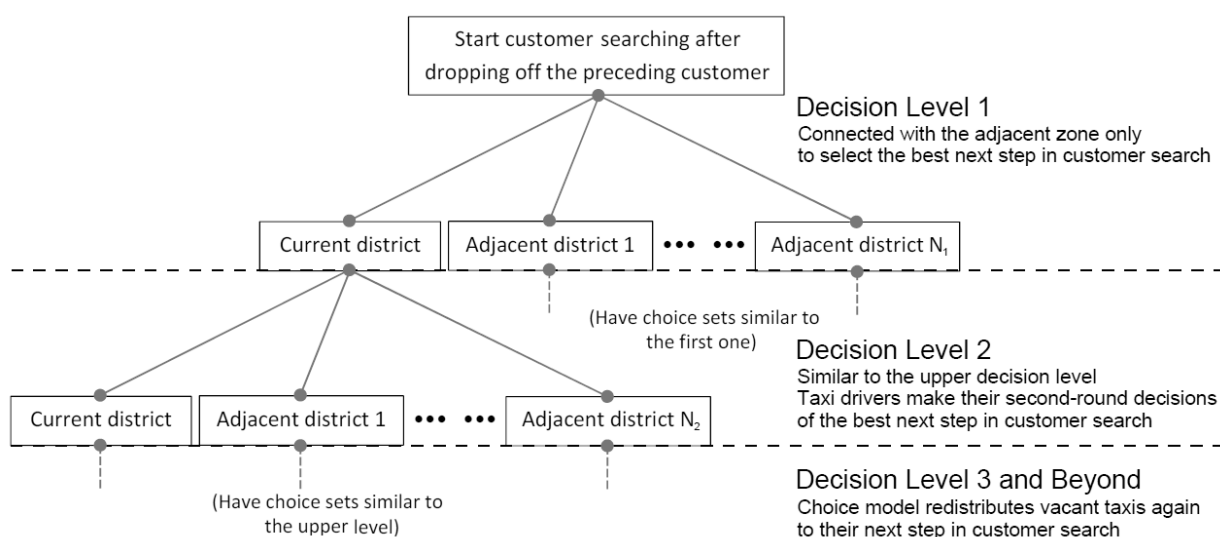 Start customer searching after
dropping off the preceding customer
Decision Level 1
Connected with the adjacent zone only
to select the best next step in customer search
Current district
Adjacent district 1
••• •••
Adjacent district N₁
(Have choice sets similar to
the first one)
Decision Level 2
Similar to the upper decision level
Taxi drivers make their second-round decisions
of the best next step in customer search
Current district
Adjacent district 1
••• •••
Adjacent district N₂
Decision Level 3 and Beyond
Choice model redistributes vacant taxis again
to their next step in customer search
(Have choice sets similar to
the upper level)